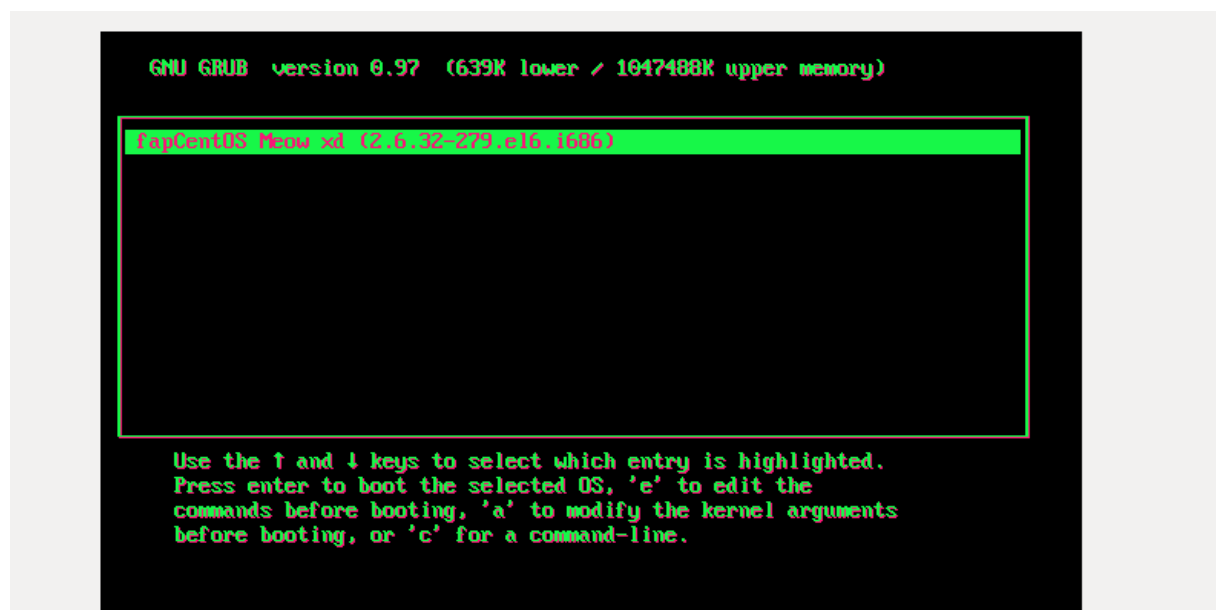 GNU GRUB version 0.97 (639K lower / 1047488K upper memory)
fapCentOS Meow xd (2.6.32-279.el6.i686)
Use the ↑ and ↓ keys to select which entry is highlighted.
Press enter to boot the selected OS, 'e' to edit the
commands before booting, 'a' to modify the kernel arguments
before booting, or 'c' for a command-line.